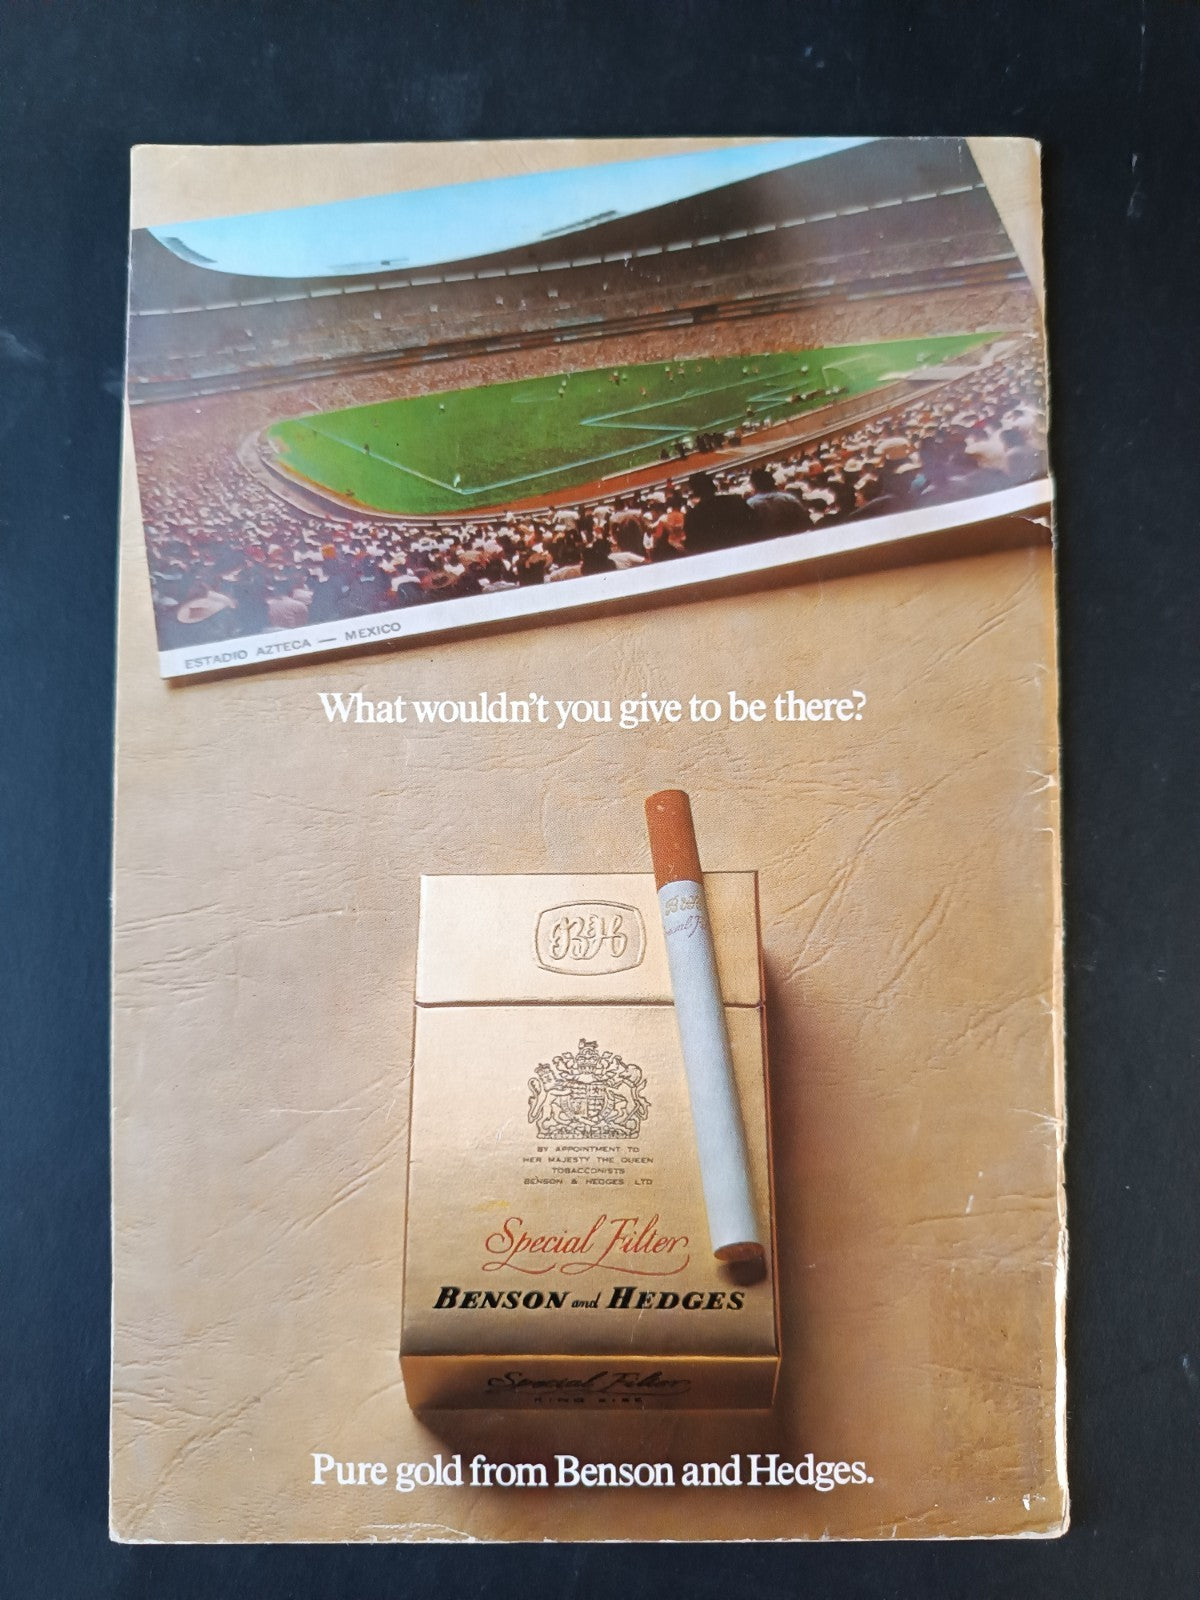 ESTADIO AZTECA — MEXICO
What wouldn't you give to be there?
B&H
B&H
BY APPOINTMENT TO
HER MAJESTY THE QUEEN
TOBACCONISTS
BENSON & HEDGES LTD
Special Filter
BENSON and HEDGES
Special Filter
KING SIZE
Pure gold from Benson and Hedges.